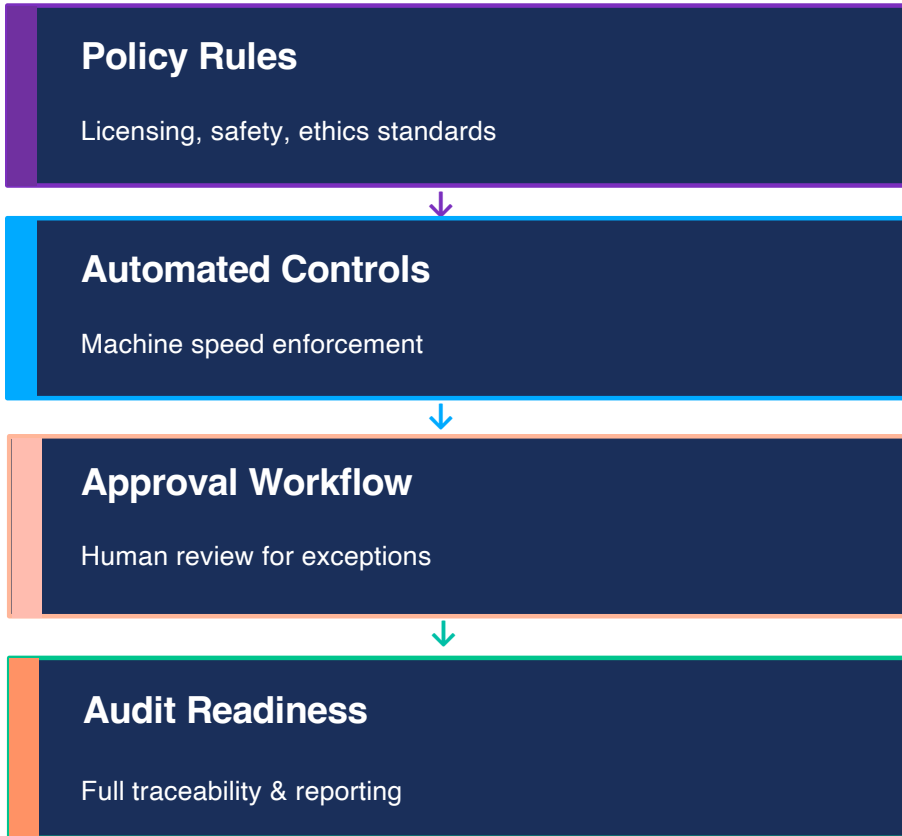 Policy Rules
Licensing, safety, ethics standards
Automated Controls
Machine speed enforcement
Approval Workflow
Human review for exceptions
Audit Readiness
Full traceability & reporting